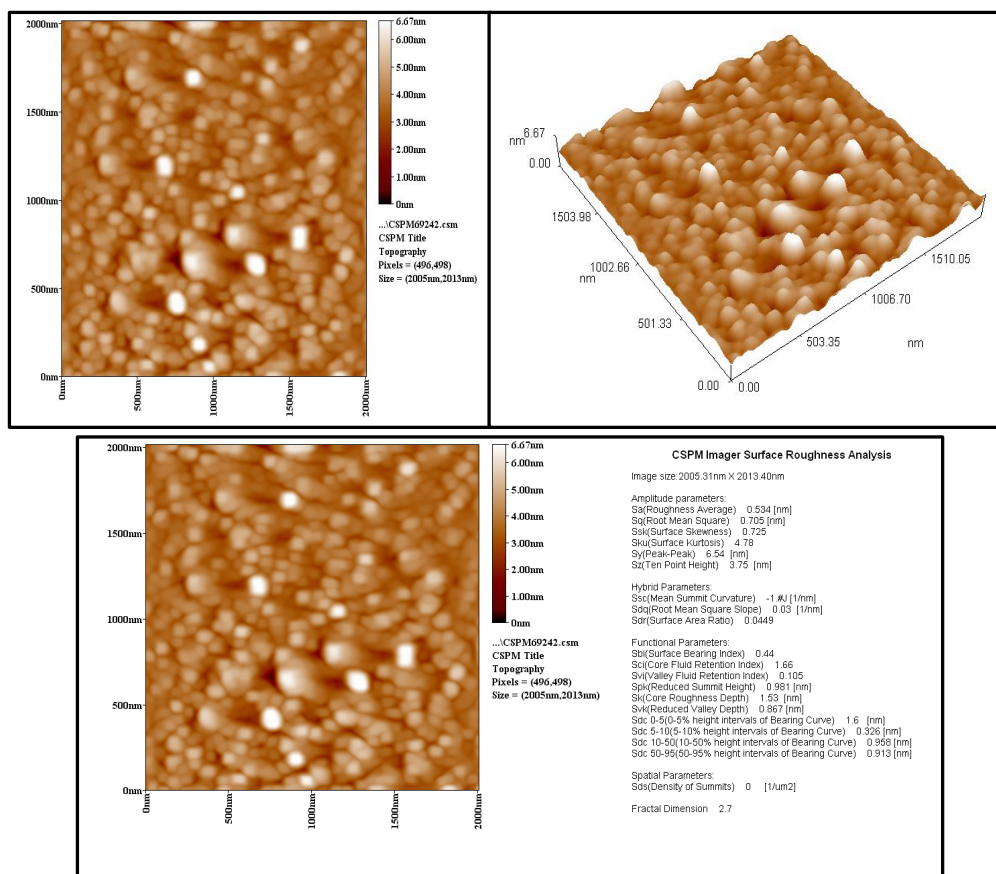 2000nm
1500nm
1000nm
500nm
0nm
0nm
500nm
1000nm
1500nm
2000nm
6.67nm
6.00nm
5.00nm
4.00nm
3.00nm
2.00nm
1.00nm
0nm
...\CSPM69242.csm
CSPM Title
Topography
Pixels = (496,498)
Size = (2005nm,2013nm)
nm
6.67
0.00
1503.98
1002.66
nm
501.33
0.00
0.00
503.35
1006.70
1510.05
nm
2000nm
1500nm
1000nm
500nm
0nm
0nm
500nm
1000nm
1500nm
2000nm
6.67nm
6.00nm
5.00nm
4.00nm
3.00nm
2.00nm
1.00nm
0nm
...\CSPM69242.csm
CSPM Title
Topography
Pixels = (496,498)
Size = (2005nm,2013nm)
CSPM Imager Surface Roughness Analysis
Image size:2005.31nm X 2013.40nm
Amplitude parameters:
Sa(Roughness Average) 0.534 [nm]
Sq(Root Mean Square) 0.705 [nm]
Ssk(Surface Skewness) 0.725
Sku(Surface Kurtosis) 4.78
Sy(Peak-Peak) 6.54 [nm]
Sz(Ten Point Height) 3.75 [nm]
Hybrid Parameters:
Ssc(Mean Summit Curvature) -1.#J [1/nm]
Sdq(Root Mean Square Slope) 0.03 [1/nm]
Sdr(Surface Area Ratio) 0.0449
Functional Parameters:
Sbi(Surface Bearing Index) 0.44
Sci(Core Fluid Retention Index) 1.66
Svi(Valley Fluid Retention Index) 0.105
Spk(Reduced Summit Height) 0.981 [nm]
Sk(Core Roughness Depth) 1.53 [nm]
Svk(Reduced Valley Depth) 0.867 [nm]
Sdc 0-5(0-5% height intervals of Bearing Curve) 1.6 [nm]
Sdc 5-10(5-10% height intervals of Bearing Curve) 0.326 [nm]
Sdc 10-50(10-50% height intervals of Bearing Curve) 0.958 [nm]
Sdc 50-95(50-95% height intervals of Bearing Curve) 0.913 [nm]
Spatial Parameters:
Sds(Density of Summits) 0 [1/um2]
Fractal Dimension 2.7